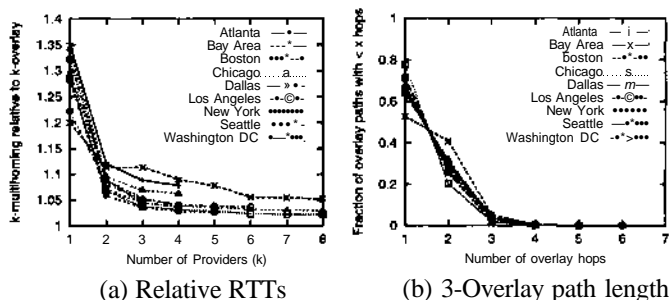 k-multihoming relative to k-overlay
1.4
1.35
1.3
1.25
1.2
1.15
1.1
1.05
1
1 2 3 4 5 6 7 8
Number of Providers (k)
Atlanta
Bay Area
Boston
Chicago
Dallas
Los Angeles
New York
Seattle
Washington DC
(a) Relative RTTs
Fraction of overlay paths with < x hops
1
0.8
0.6
0.4
0.2
0
1 2 3 4 5 6 7
Number of overlay hops
Atlanta
Bay Area
boston
Chicago
Dallas
Los Angeles
New York
Seattle
Washington DC
(b) 3-Overlay path length